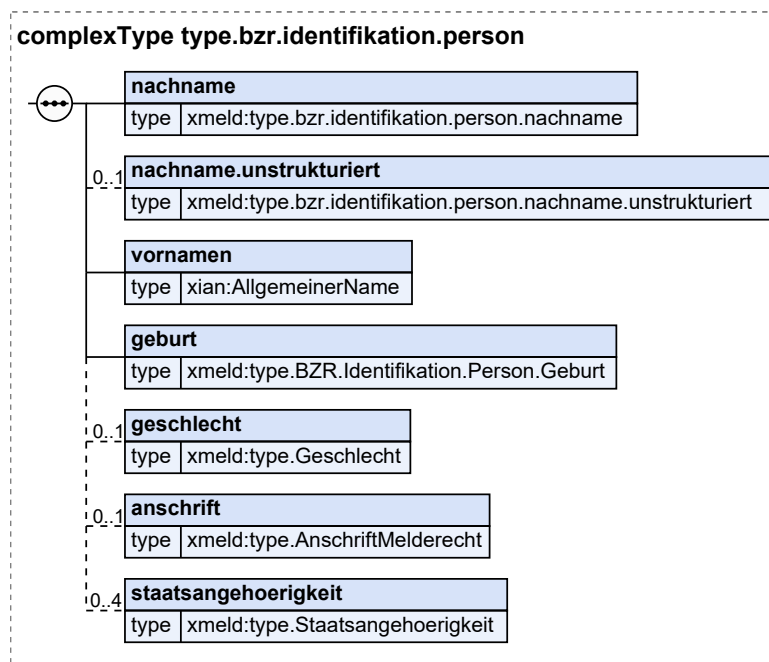 complexType type.bzr.identifikation.person
nachname
type xmeld:type.bzr.identifikation.person.nachname
0..1
nachname.unstrukturiert
type xmeld:type.bzr.identifikation.person.nachname.unstrukturiert
vornamen
type xian:AllgemeinerName
geburt
type xmeld:type.BZR.Identifikation.Person.Geburt
0..1
geschlecht
type xmeld:type.Geschlecht
0..1
anschrift
type xmeld:type.AnschriftMelderecht
0..4
staatsangehoerigkeit
type xmeld:type.Staatsangehoerigkeit